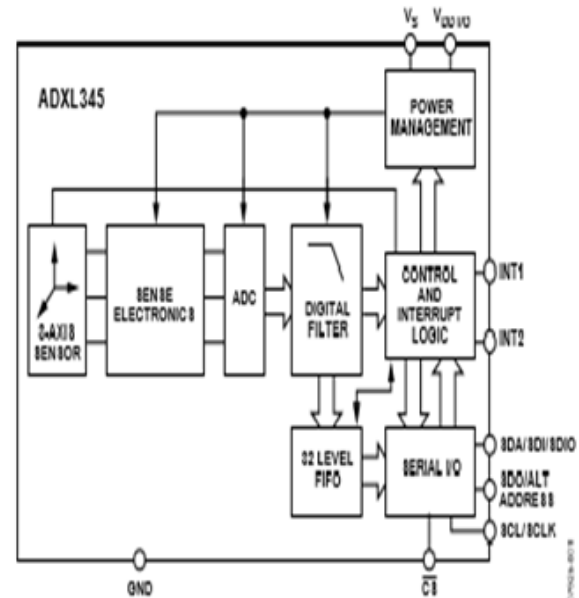 VS VDD I/O
ADXL345
POWER
MANAGEMENT
3-AXIS
SENSOR
SENSE
ELECTRONICS
ADC
DIGITAL
FILTER
CONTROL
AND
INTERRUPT
LOGIC
INT1
INT2
32 LEVEL
FIFO
SERIAL I/O
SDA/SDI/SDIO
SDO/ALT
ADDRESS
SCL/SCLK
GND
CS